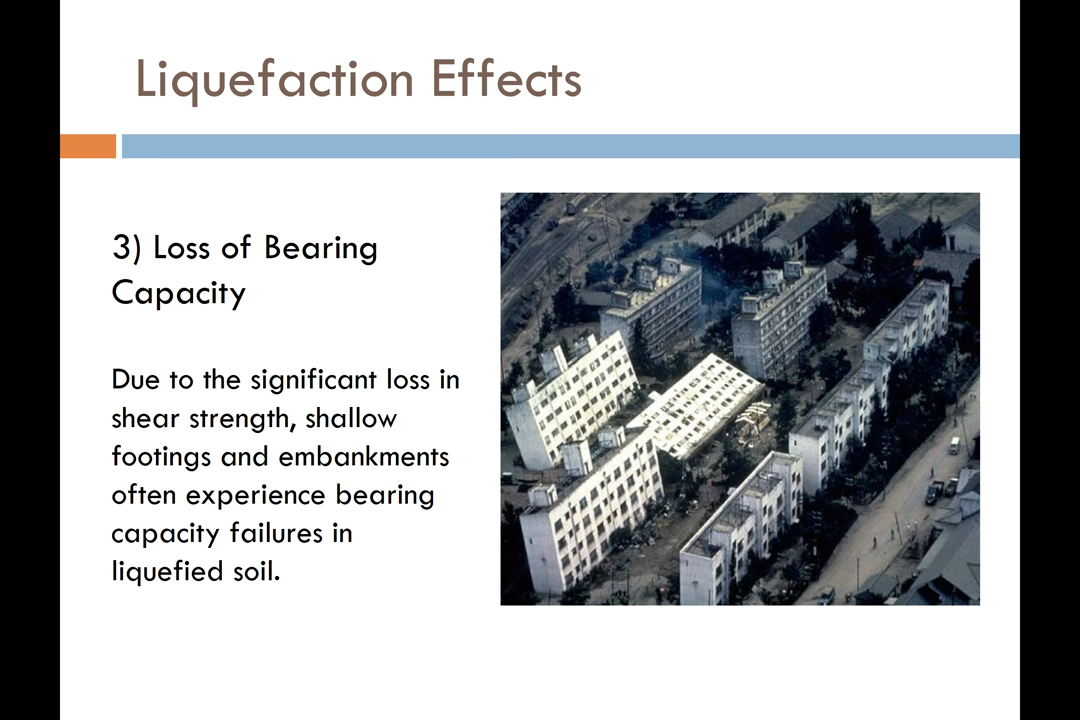 Liquefaction Effects
3) Loss of Bearing
Capacity
Due to the significant loss in
shear strength, shallow
footings and embankments
often experience bearing
capacity failures in
liquefied soil.